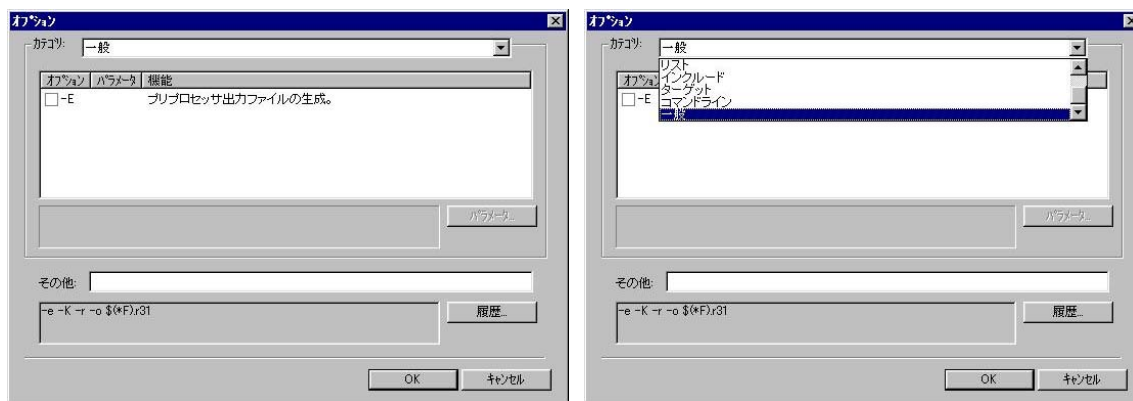 オプション
カテゴリ: 一般
オプション パラメータ 機能
-E プリプロセッサ出力ファイルの生成。
パラメータ...
その他:
-e -K -r -o $(*F).r31
履歴...
OK キャンセル
オプション
カテゴリ: 一般
リスト
インクルード
ターゲット
コマンドライン
一般
オプション
-E
パラメータ...
その他:
-e -K -r -o $(*F).r31
履歴...
OK キャンセル